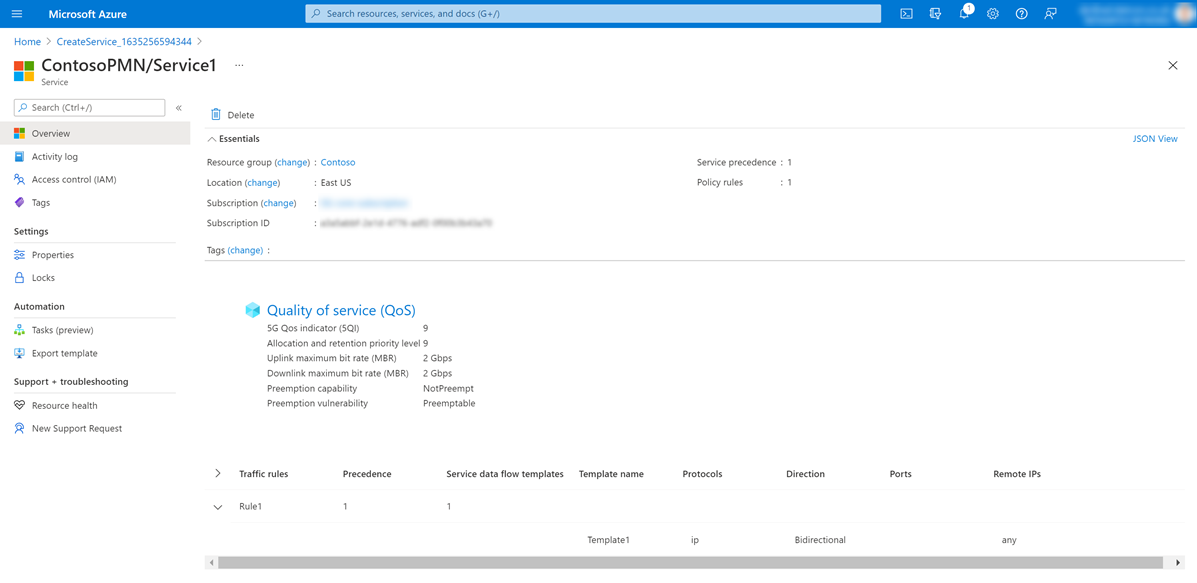 Microsoft Azure
Search resources, services, and docs (G+/)
1
Home > CreateService_1635256594344 >
ContosoPMN/Service1 ...
Service
Search (Ctrl+/) «
Delete
Overview
Activity log
Access control (IAM)
Tags
Settings
Properties
Locks
Automation
Tasks (preview)
Export template
Support + troubleshooting
Resource health
New Support Request
Essentials
JSON View
Resource group (change) : Contoso
Location (change) : East US
Subscription (change) :
Subscription ID :
Tags (change) :
Service precedence : 1
Policy rules : 1
Quality of service (QoS)
5G Qos indicator (5QI) 9
Allocation and retention priority level 9
Uplink maximum bit rate (MBR) 2 Gbps
Downlink maximum bit rate (MBR) 2 Gbps
Preemption capability NotPreempt
Preemption vulnerability Preemptable
Traffic rules Precedence Service data flow templates Template name Protocols Direction Ports Remote IPs
Rule1 1 1
Template1 ip Bidirectional any